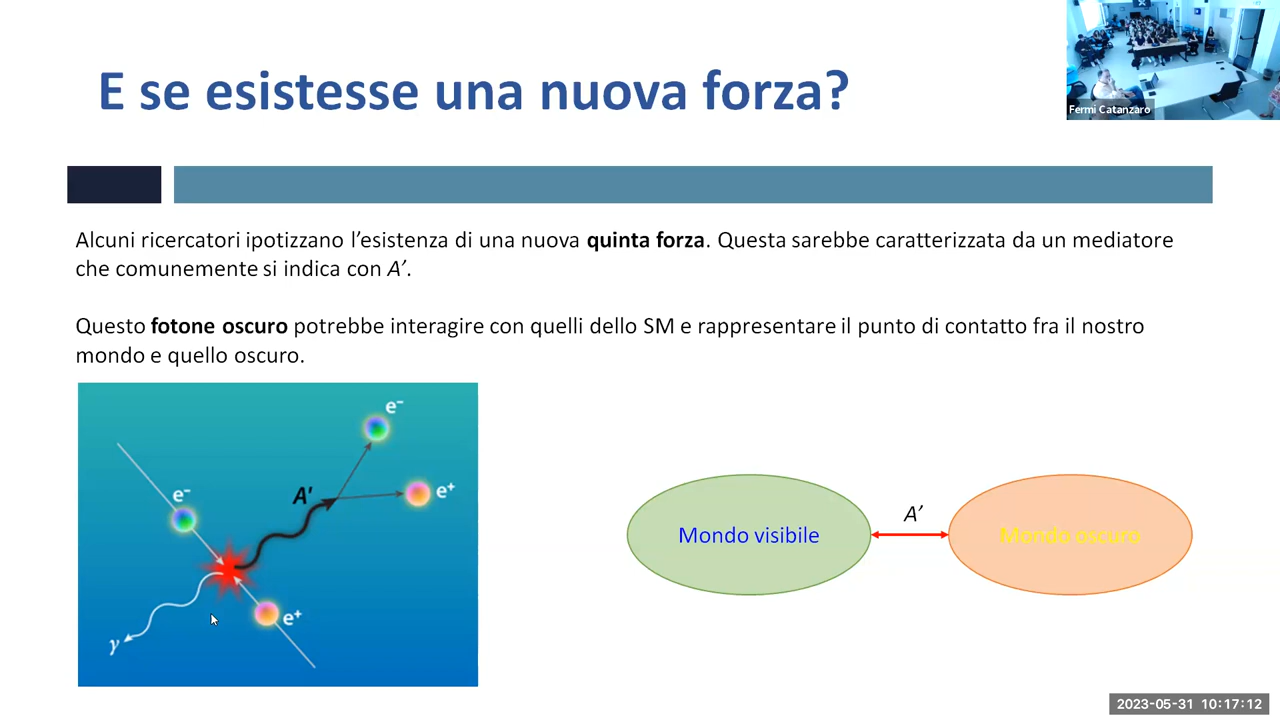 E se esistesse una nuova forza?
Fermi Catanzaro
Alcuni ricercatori ipotizzano l’esistenza di una nuova quinta forza. Questa sarebbe caratterizzata da un mediatore
che comunemente si indica con A’.
Questo fotone oscuro potrebbe interagire con quelli dello SM e rappresentare il punto di contatto fra il nostro
mondo e quello oscuro.
e⁻
e⁻
A'
e⁺
e⁺
γ
A’
Mondo visibile
Mondo oscuro
2023-05-31 10:17:12